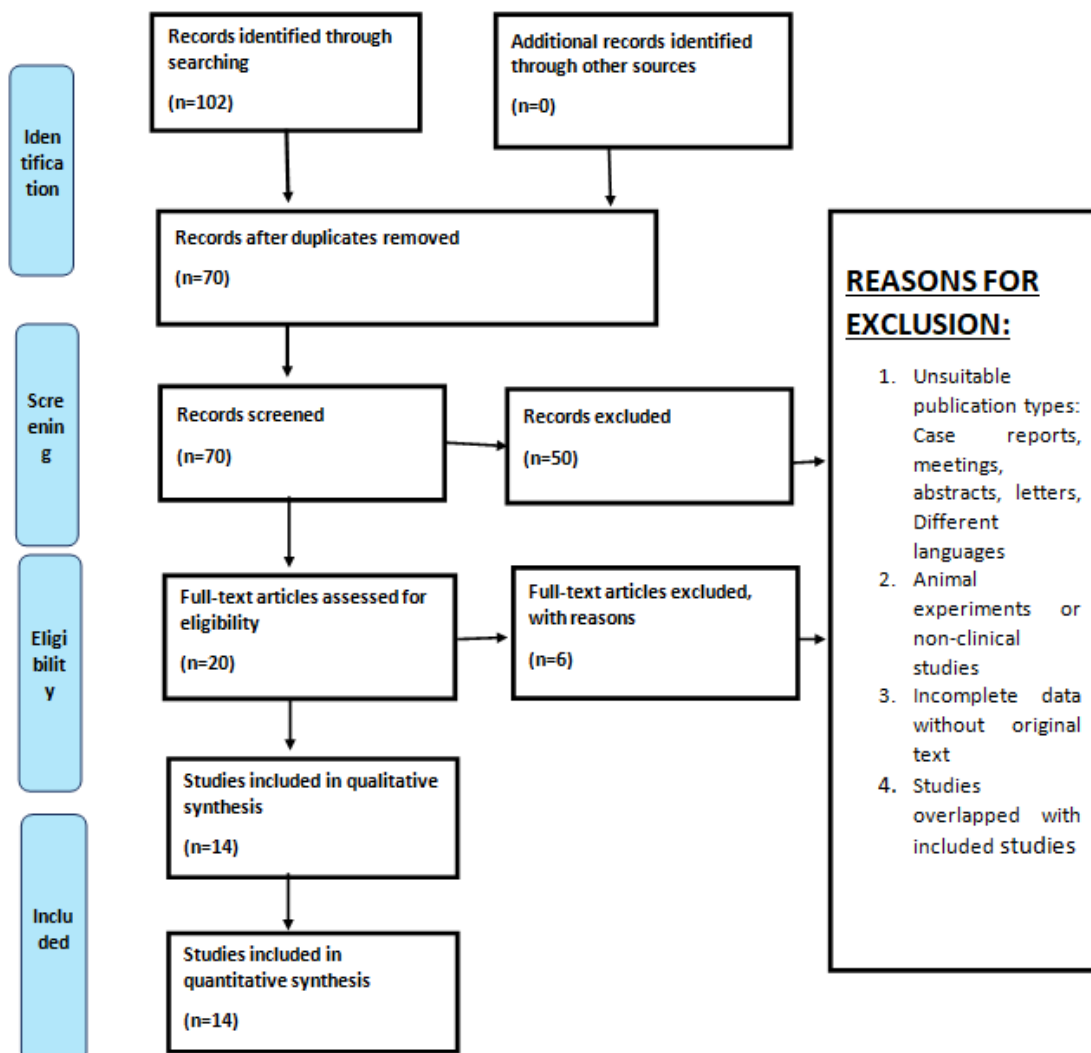 Iden
tifica
tion
Records identified through
searching
(n=102)
Additional records identified
through other sources
(n=0)
Records after duplicates removed
(n=70)
Scre
enin
g
Records screened
(n=70)
Records excluded
(n=50)
Eligi
bilit
y
Full-text articles assessed for
eligibility
(n=20)
Full-text articles excluded,
with reasons
(n=6)
Studies included in qualitative
synthesis
(n=14)
Inclu
ded
Studies included in
quantitative synthesis
(n=14)
REASONS FOR
EXCLUSION:
1. Unsuitable
publication types:
Case reports,
meetings,
abstracts, letters,
Different
languages
2. Animal
experiments or
non-clinical
studies
3. Incomplete data
without original
text
4. Studies
overlapped with
included studies